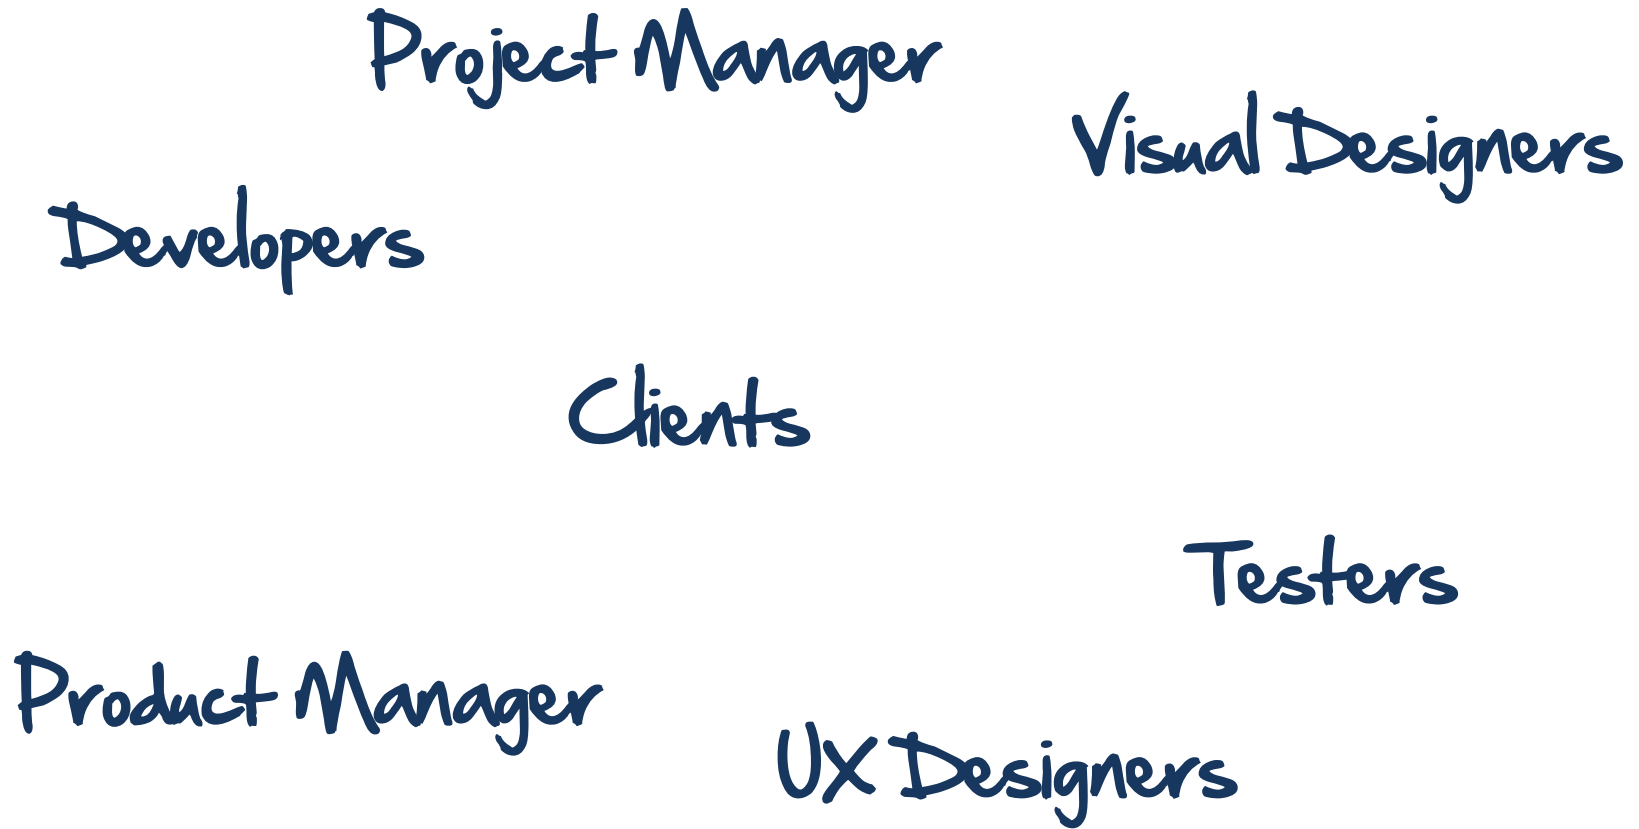 Project Manager
Visual Designers
Developers
Clients
Testers
Product Manager
UX Designers